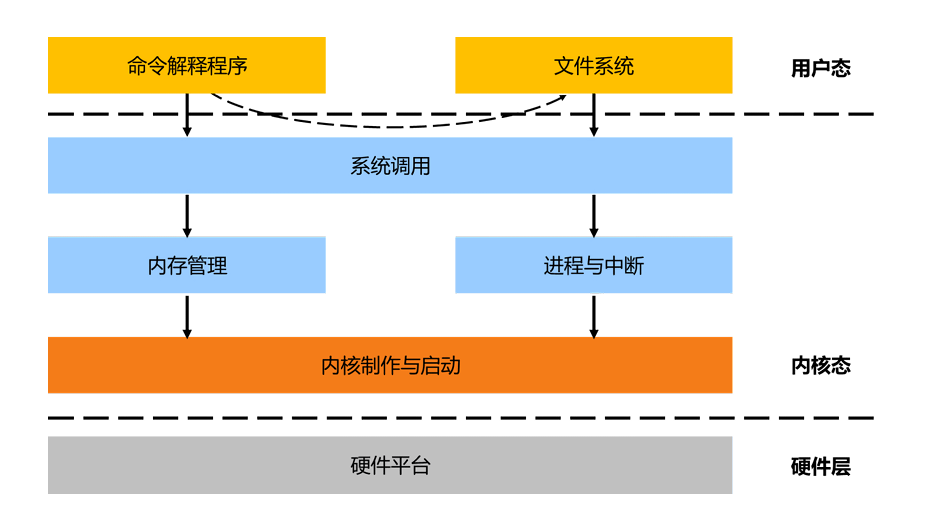 命令解释程序
文件系统
用户态
系统调用
内存管理
进程与中断
内核制作与启动
内核态
硬件平台
硬件层